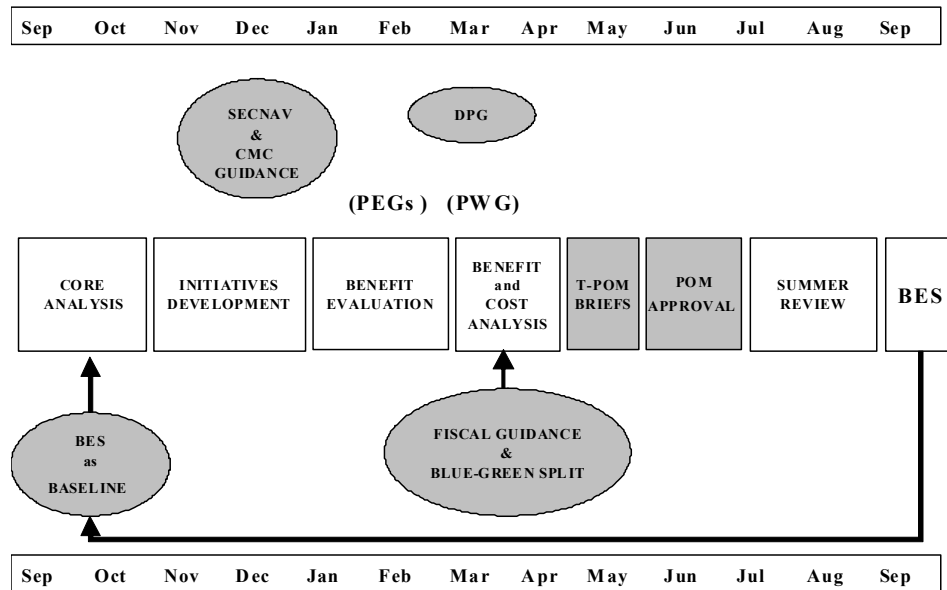 Sep Oct Nov Dec Jan Feb Mar Apr May Jun Jul Aug Sep
SECNAV
&
CMC
GUIDANCE
DPG
(PEGs ) (PWG)
CORE
ANALYSIS
INITIATIVES
DEVELOPMENT
BENEFIT
EVALUATION
BENEFIT
and
COST
ANALYSIS
T-POM
BRIEFS
POM
APPROVAL
SUMMER
REVIEW
BES
BES
as
BASELINE
FISCAL GUIDANCE
&
BLUE-GREEN SPLIT
Sep Oct Nov Dec Jan Feb Mar Apr May Jun Jul Aug Sep